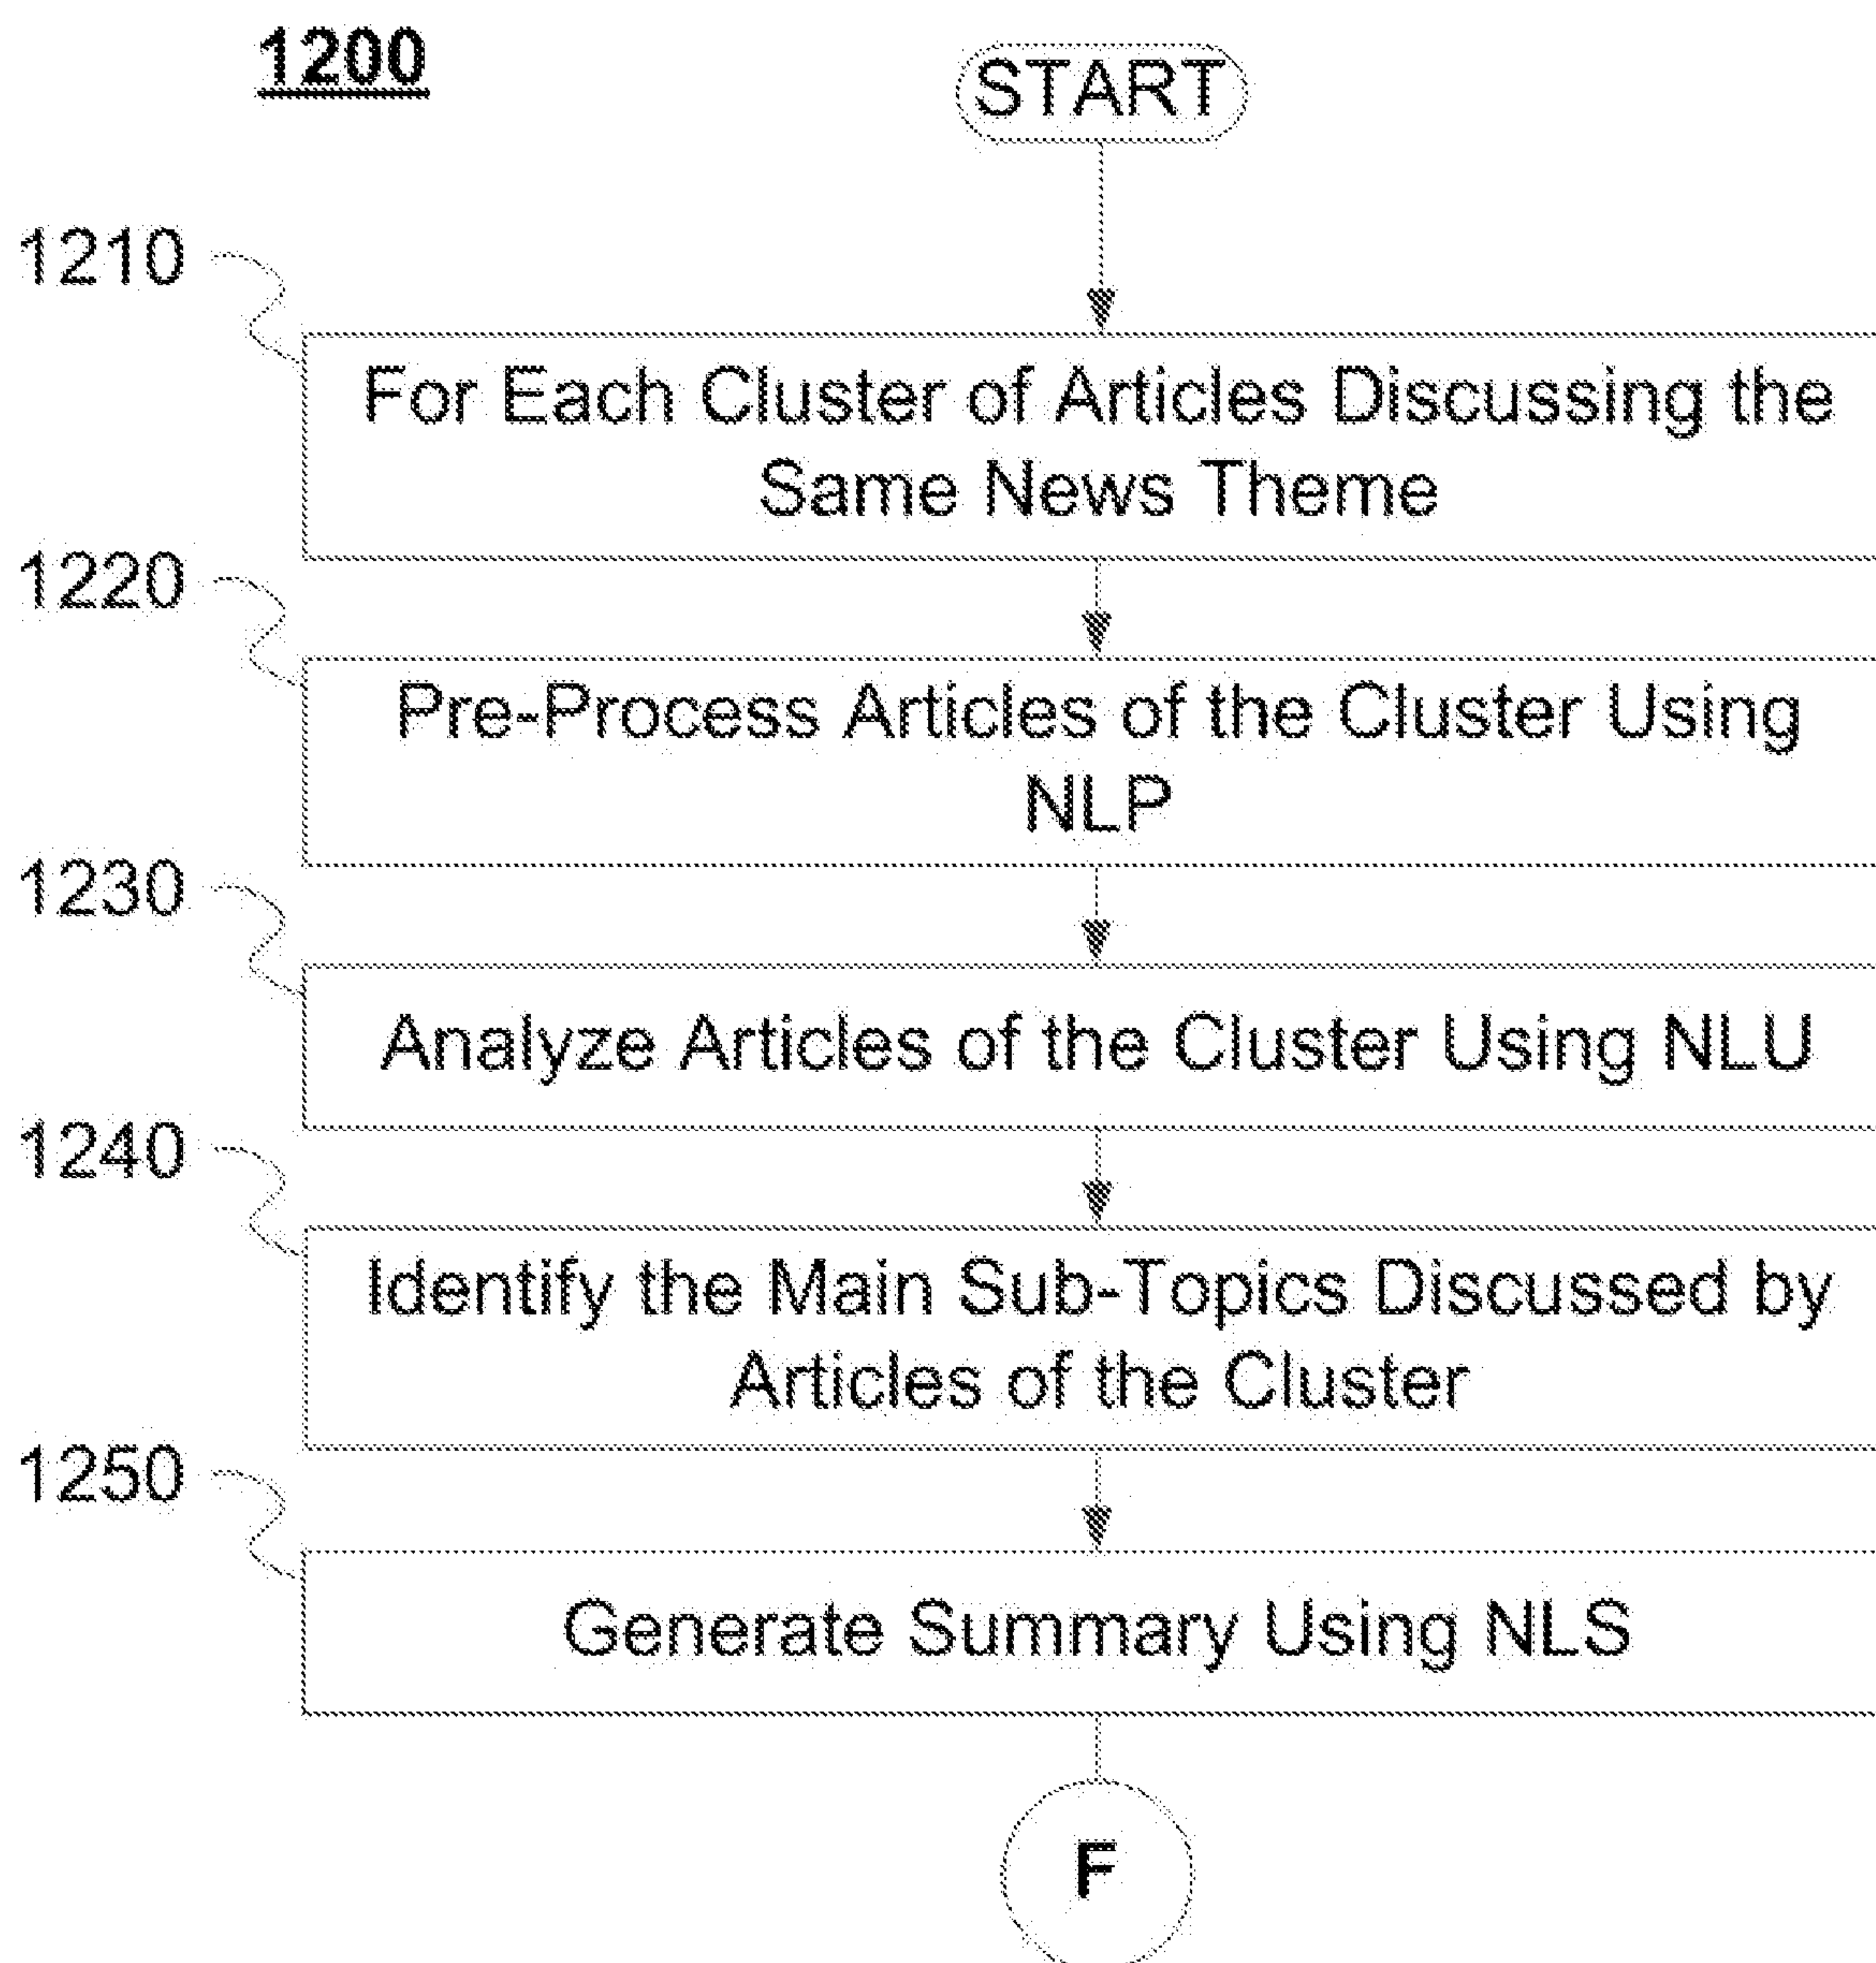 1200
START
1210
For Each Cluster of Articles Discussing the
Same News Theme
1220
Pre-Process Articles of the Cluster Using
NLP
1230
Analyze Articles of the Cluster Using NLU
1240
Identify the Main Sub-Topics Discussed by
Articles of the Cluster
1250
Generate Summary Using NLS
F